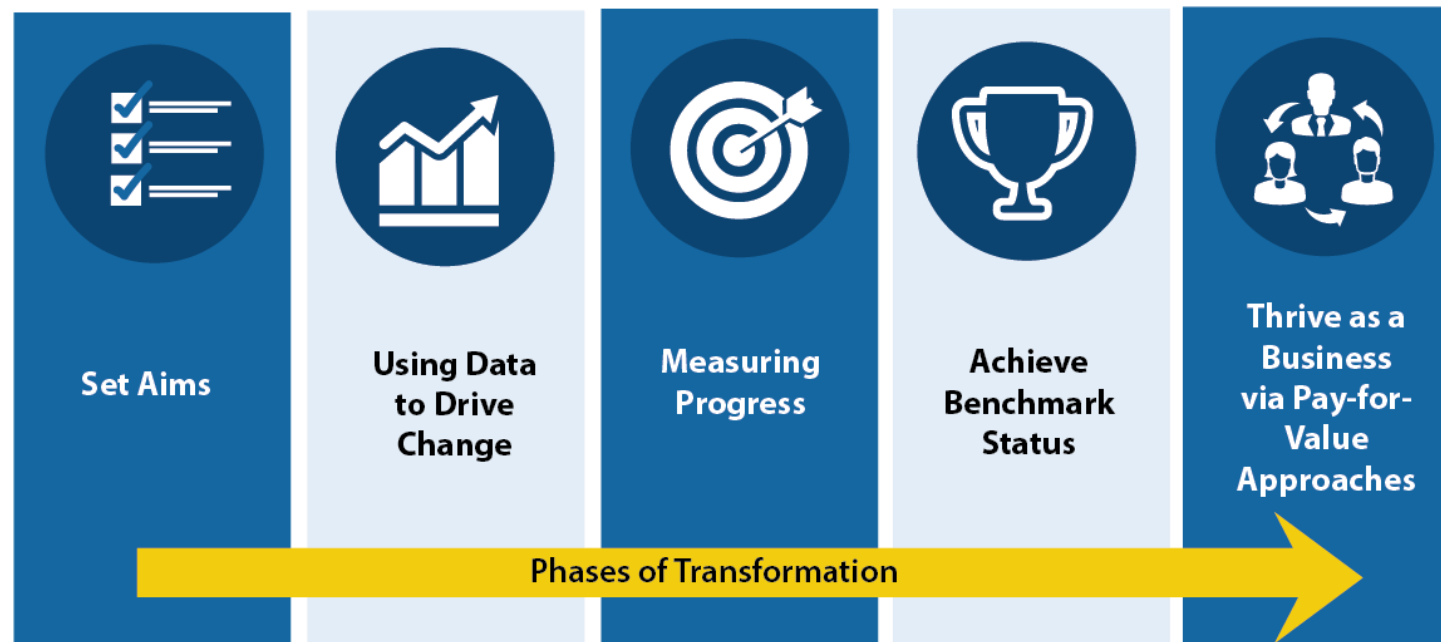 Set Aims
Using Data
to Drive
Change
Measuring
Progress
Achieve
Benchmark
Status
Thrive as a
Business
via Pay-for-
Value
Approaches
Phases of Transformation